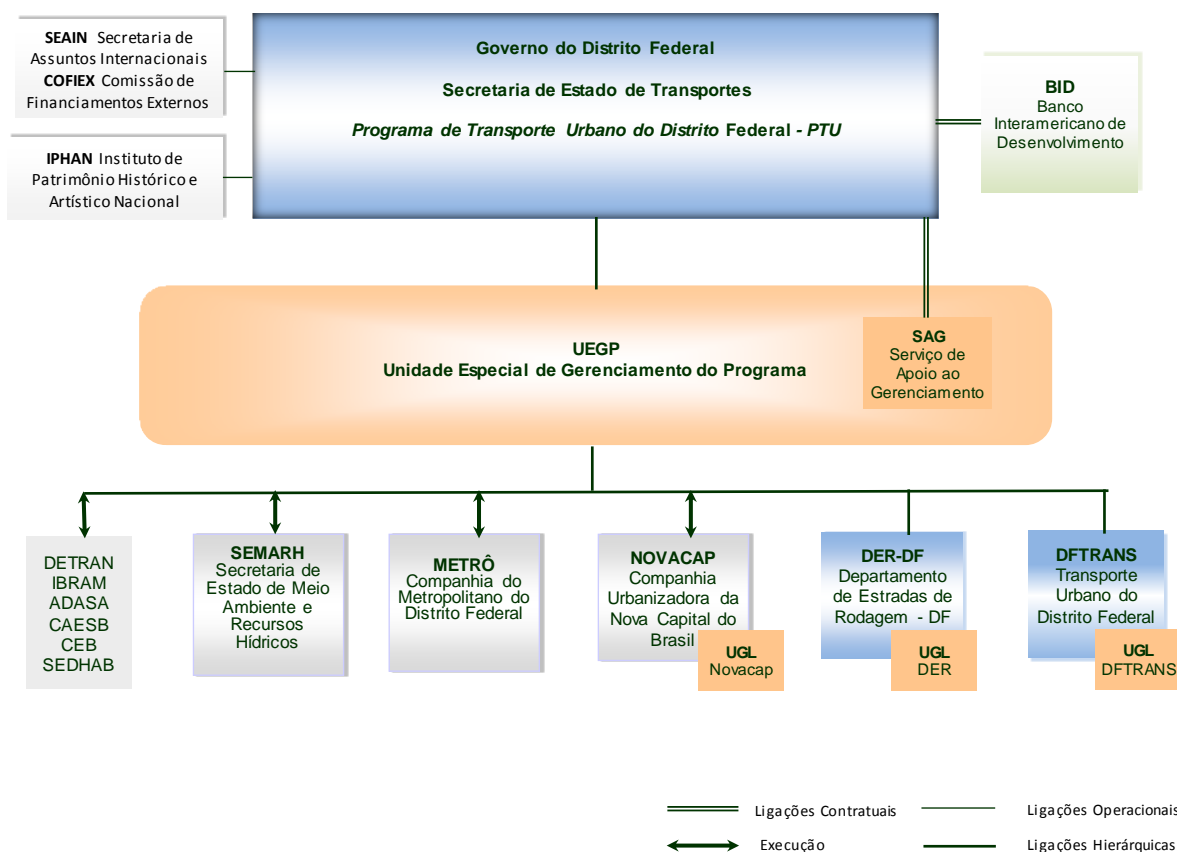 SEAIN Secretaria de
Assuntos Internacionais
COFIEX Comissão de
Financiamentos Externos
IPHAN Instituto de
Patrimônio Histórico e
Artístico Nacional
Governo do Distrito Federal
Secretaria de Estado de Transportes
Programa de Transporte Urbano do Distrito Federal - PTU
BID
Banco
Interamericano de
Desenvolvimento
UEGP
Unidade Especial de Gerenciamento do Programa
SAG
Serviço de
Apoio ao
Gerenciamento
DETRAN
IBRAM
ADASA
CAESB
CEB
SEDHAB
SEMARH
Secretaria de
Estado de Meio
Ambiente e
Recursos
Hídricos
METRÔ
Companhia do
Metropolitano do
Distrito Federal
NOVACAP
Companhia
Urbanizadora da
Nova Capital do
Brasil
UGL
Novacap
DER-DF
Departamento
de Estradas de
Rodagem - DF
UGL
DER
DFTRANS
Transporte
Urbano do
Distrito Federal
UGL
DFTRANS
Ligações Contratuais
Ligações Operacionais
Execução
Ligações Hierárquicas